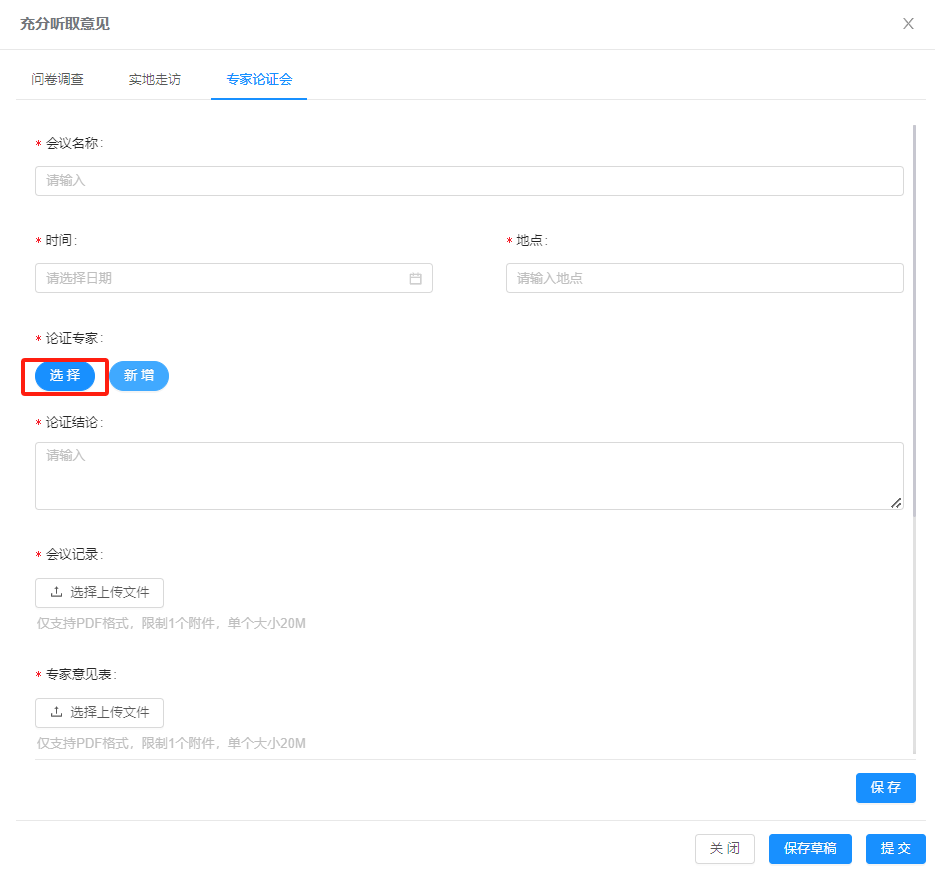 充分听取意见
问卷调查 实地走访 专家论证会
* 会议名称:
请输入
* 时间: * 地点:
请选择日期 请输入地点
* 论证专家:
选 择 新 增
* 论证结论:
请输入
* 会议记录:
选择上传文件
仅支持PDF格式，限制1个附件，单个大小20M
* 专家意见表:
选择上传文件
仅支持PDF格式，限制1个附件，单个大小20M
保 存
关 闭 保存草稿 提 交